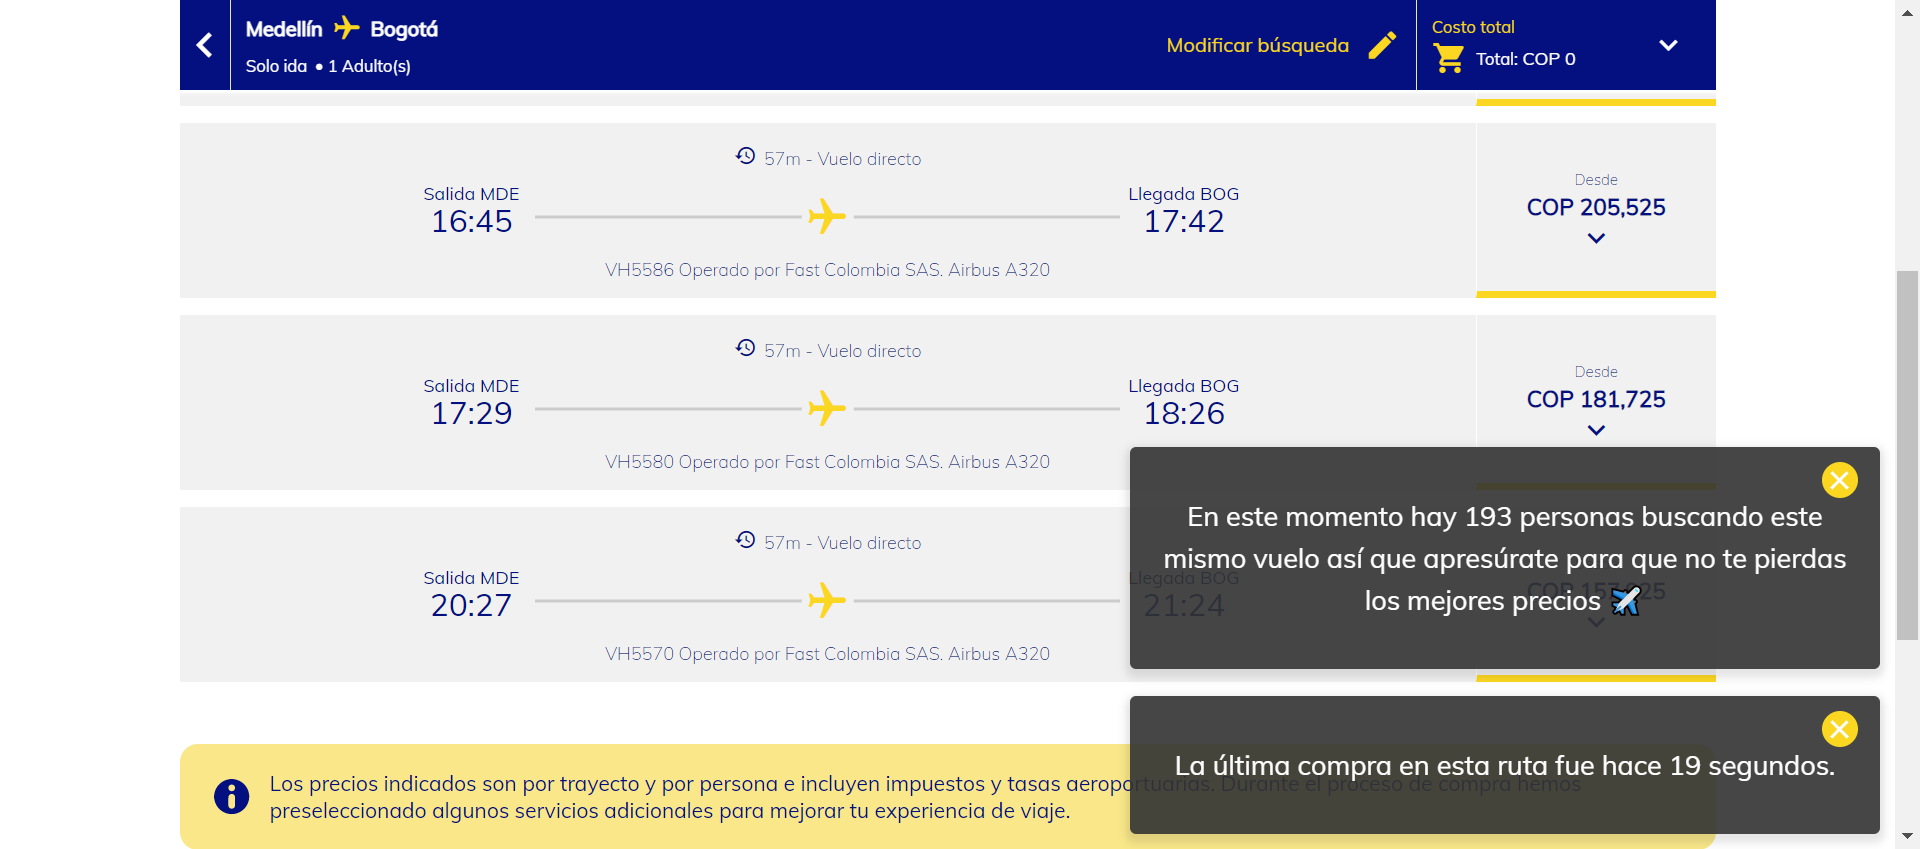 Medellín Bogotá
Solo ida • 1 Adulto(s)
Modificar búsqueda
Costo total
Total: COP 0
57m - Vuelo directo
Salida MDE
16:45
Llegada BOG
17:42
VH5586 Operado por Fast Colombia SAS. Airbus A320
Desde
COP 205,525
57m - Vuelo directo
Salida MDE
17:29
Llegada BOG
18:26
VH5580 Operado por Fast Colombia SAS. Airbus A320
Desde
COP 181,725
57m - Vuelo directo
Salida MDE
20:27
Llegada BOG
21:24
VH5570 Operado por Fast Colombia SAS. Airbus A320
COP
En este momento hay 193 personas buscando este
mismo vuelo así que apresúrate para que no te pierdas
los mejores precios ✈️
La última compra en esta ruta fue hace 19 segundos.
Los precios indicados son por trayecto y por persona e incluyen impuestos y tasas aeroportuarias. Durante el proceso de compra hemos
preseleccionado algunos servicios adicionales para mejorar tu experiencia de viaje.